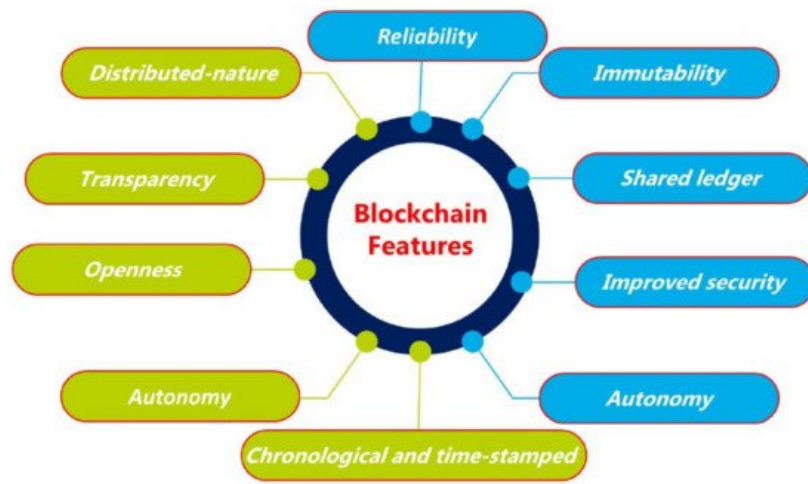 Reliability
Distributed-nature
Immutability
Transparency
Shared ledger
Blockchain
Features
Openness
Improved security
Autonomy
Autonomy
Chronological and time-stamped